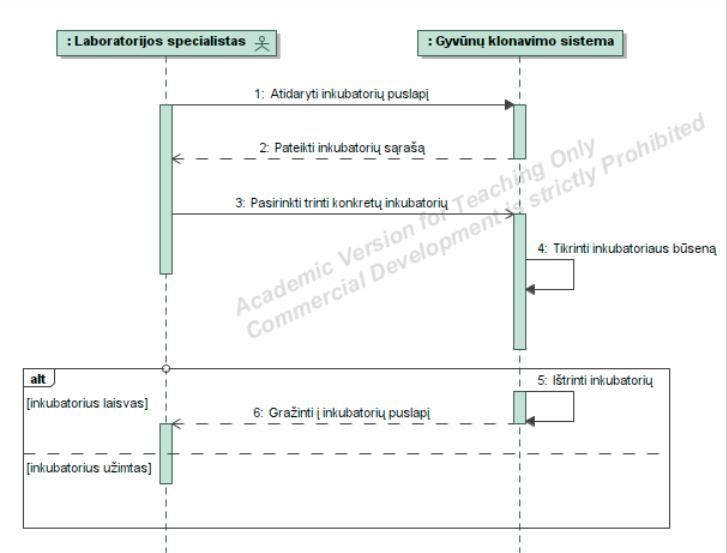 : Laboratorijos specialistas
: Gyvūnų klonavimo sistema
1: Atidaryti inkubatorių puslapį
2: Pateikti inkubatorių sąrašą
3: Pasirinkti trinti konkretų inkubatorių
4: Tikrinti inkubatoriaus būseną
Academic Version for Teaching Only
Commercial Development is strictly Prohibited
alt
5: Ištrinti inkubatorių
[inkubatorius laisvas]
6: Gražinti į inkubatorių puslapį
[inkubatorius užimtas]